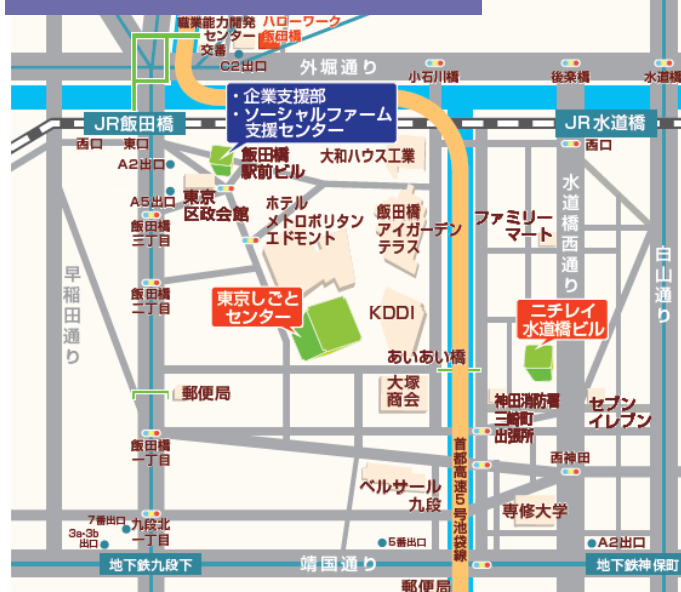 職業能力開発
センター
ハローワーク
飯田橋
交番
C2出口
外堀通り
小石川橋
後楽橋
水道橋
・企業支援部
・ソーシャルファーム
支援センター
JR飯田橋
JR水道橋
西口
東口
西口
A2出口
飯田橋
駅前ビル
大和ハウス工業
A5出口
東京
区政会館
ホテル
メトロポリタン
エドモント
飯田橋
アイガーデン
テラス
ファミリー
マート
水道橋西通り
白山通り
飯田橋
三丁目
早稲田通り
飯田橋
二丁目
東京しごと
センター
KDDI
ニチレイ
水道橋ビル
あいあい橋
郵便局
大塚
商会
神田消防署
三崎町
出張所
セブン
イレブン
飯田橋
一丁目
首都高速5号池袋線
西神田
ベルサール
九段
専修大学
7番出口
3a・3b
出口
九段北
一丁目
5番出口
A2出口
地下鉄九段下
靖国通り
地下鉄神保町
郵便局